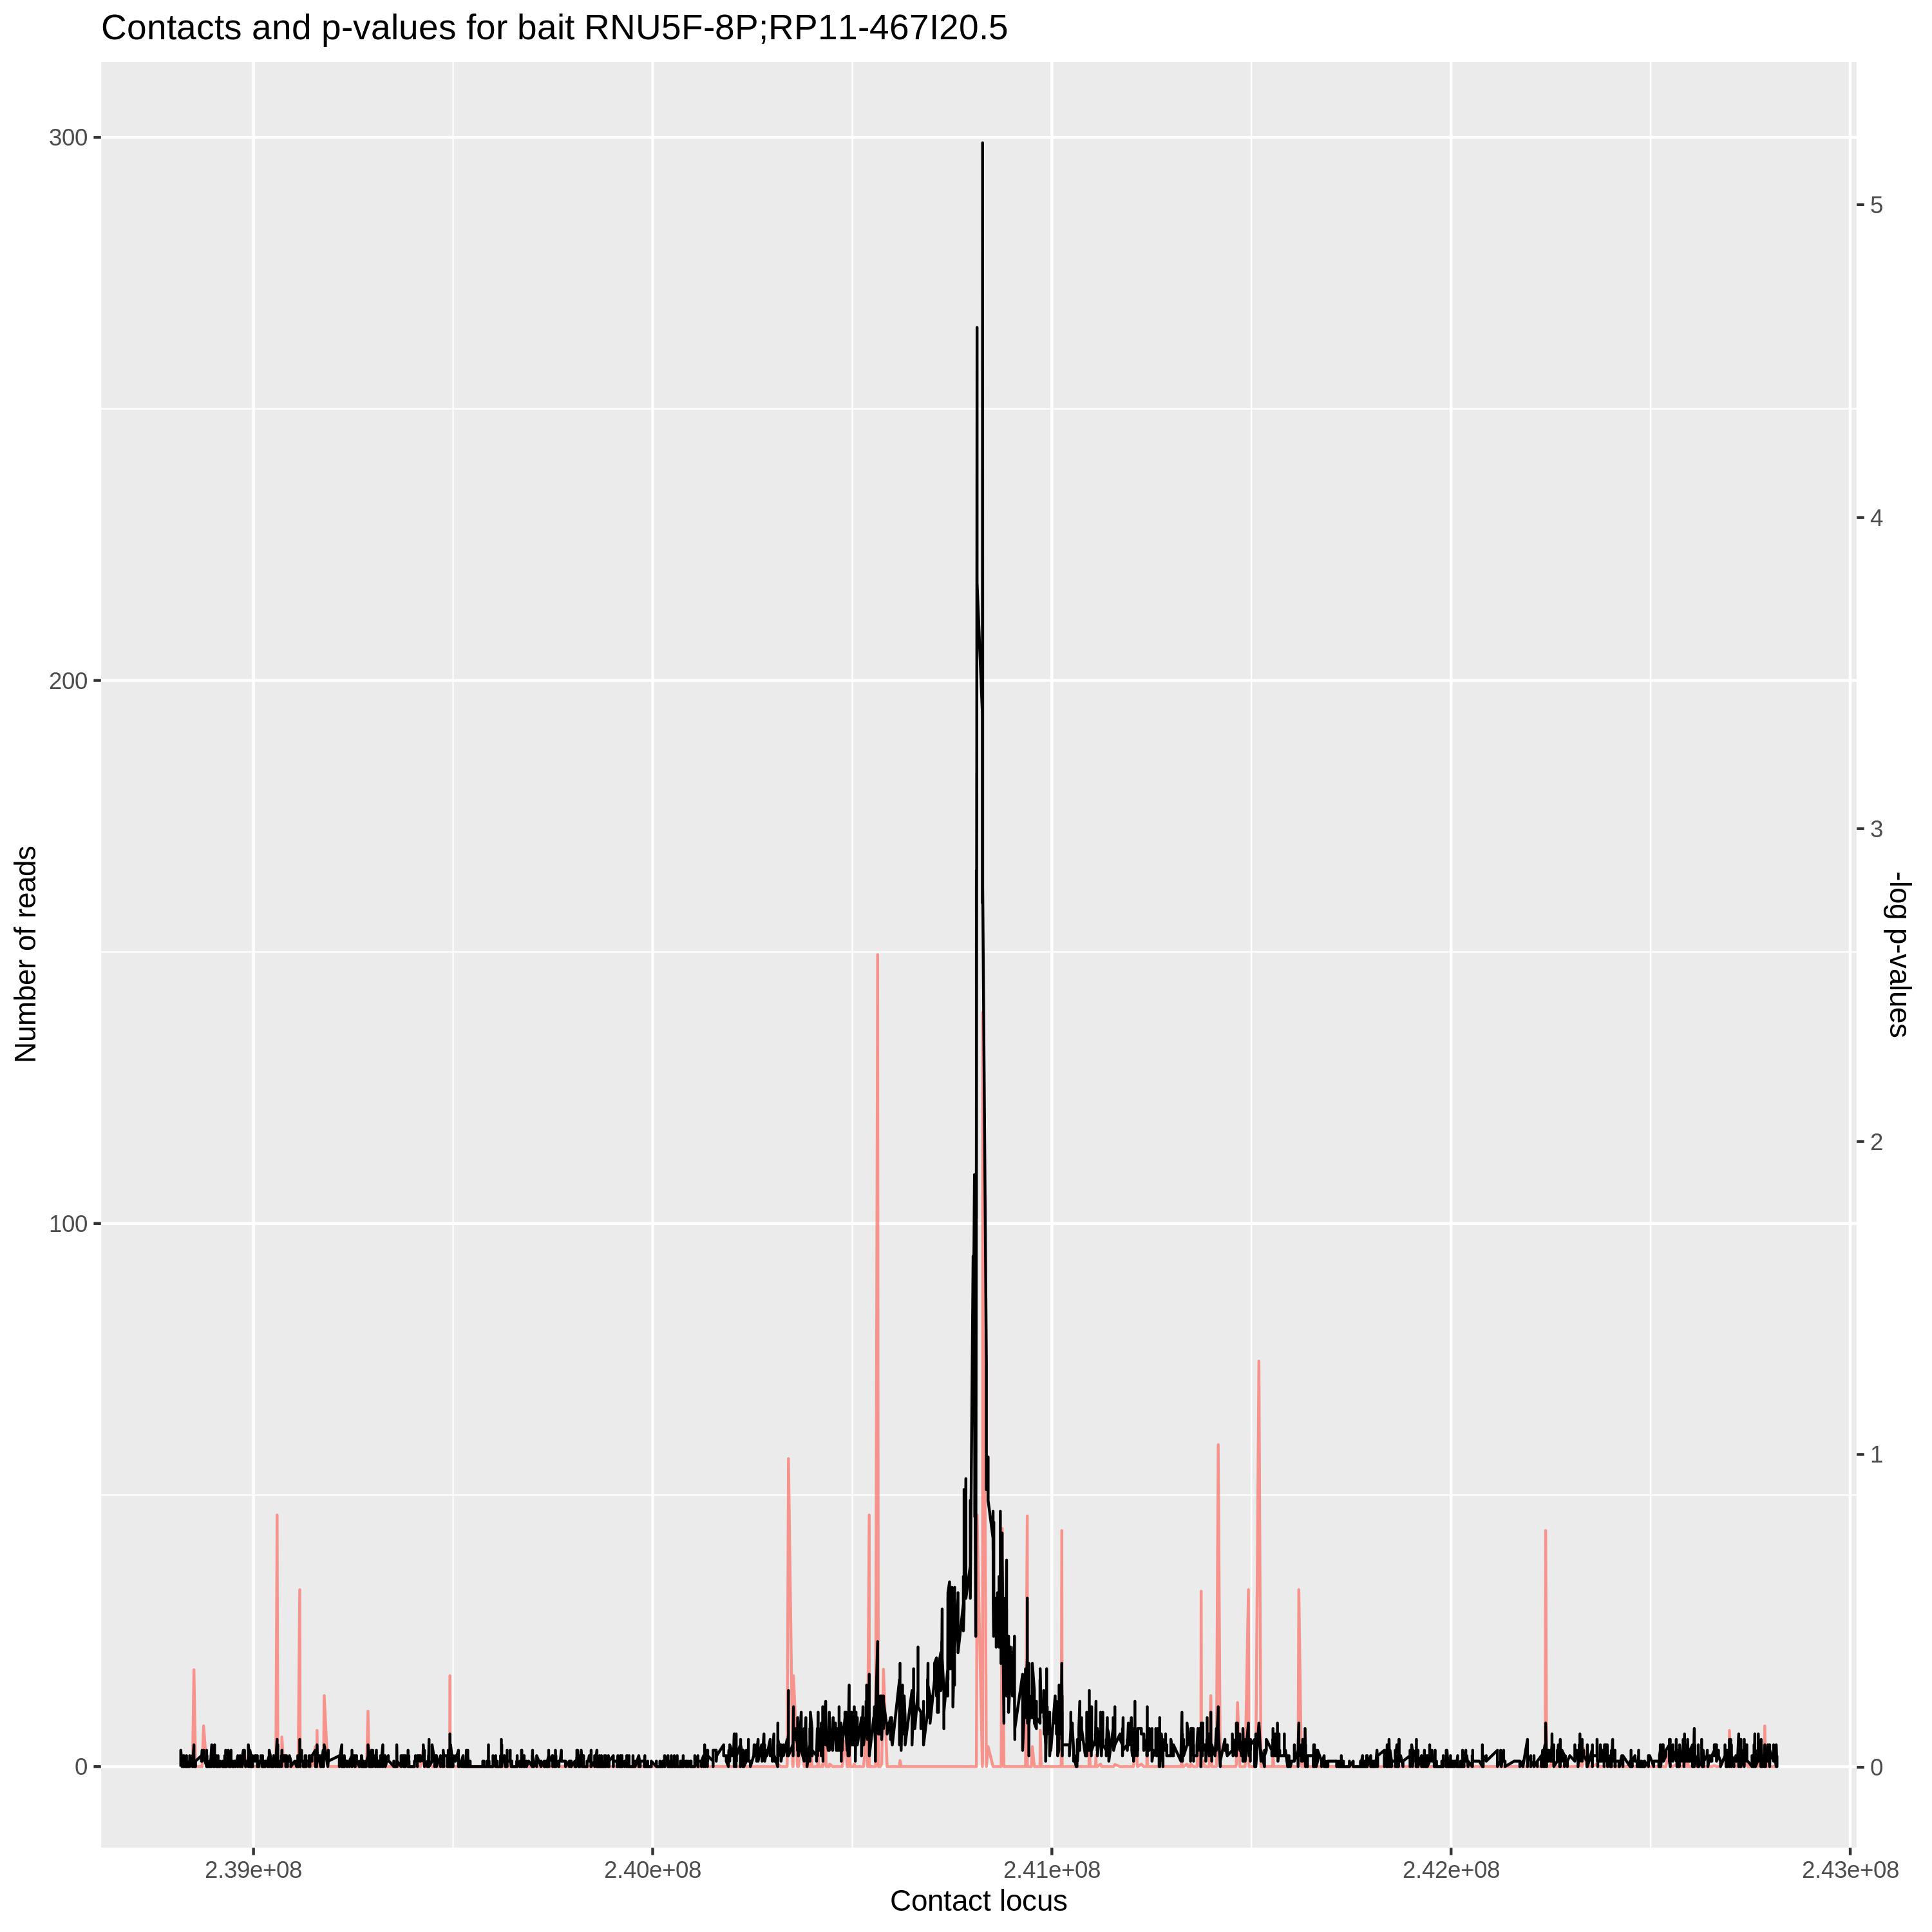 Contacts and p-values for bait RNU5F-8P;RP11-467I20.5
300
200
100
0
Number of reads
5
4
3
2
1
0
-log p-values
2.39e+08
2.40e+08
2.41e+08
2.42e+08
2.43e+08
Contact locus